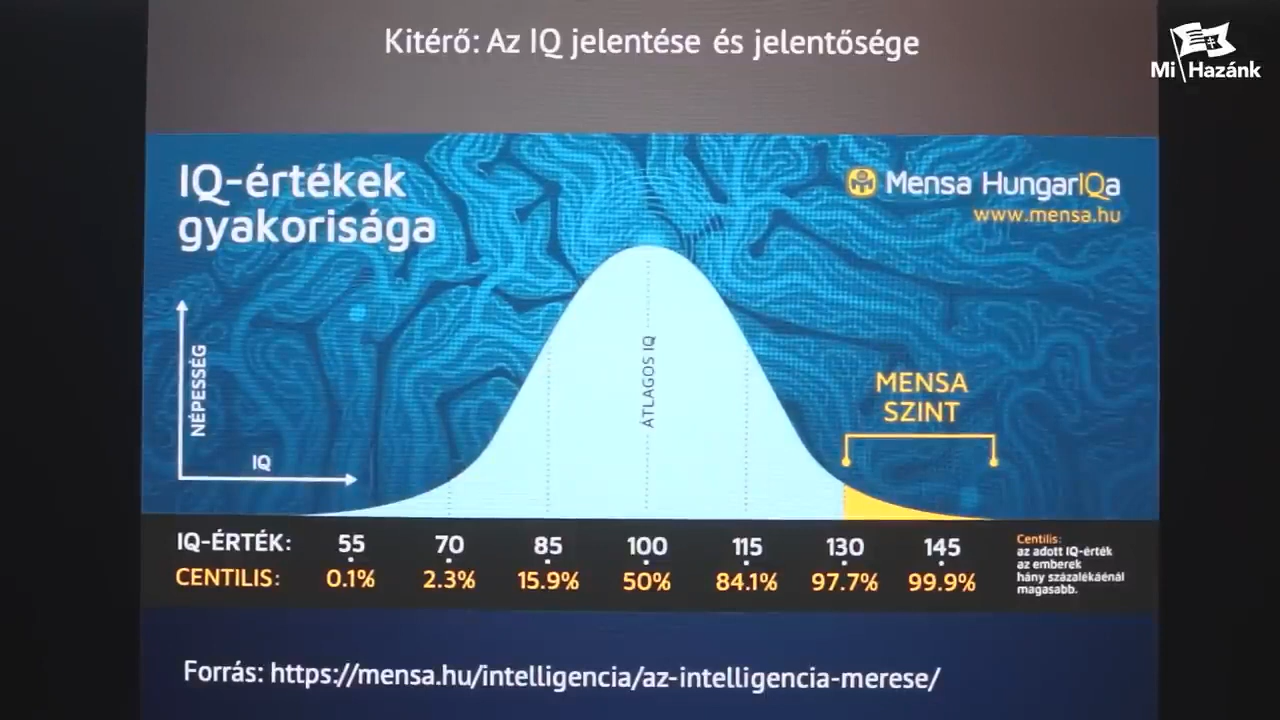 Kitérő: Az IQ jelentése és jelentősége
Mi Hazánk
IQ-értékek
gyakorisága
Mensa HungarIQa
www.mensa.hu
NÉPESSÉG
IQ
ÁTLAGOS IQ
MENSA
SZINT
IQ-ÉRTÉK: 55 70 85 100 115 130 145
CENTILIS: 0.1% 2.3% 15.9% 50% 84.1% 97.7% 99.9%
Centilis:
az adott IQ-érték
az emberek
hány százalékáénál
magasabb.
Forrás: https://mensa.hu/intelligencia/az-intelligencia-merese/